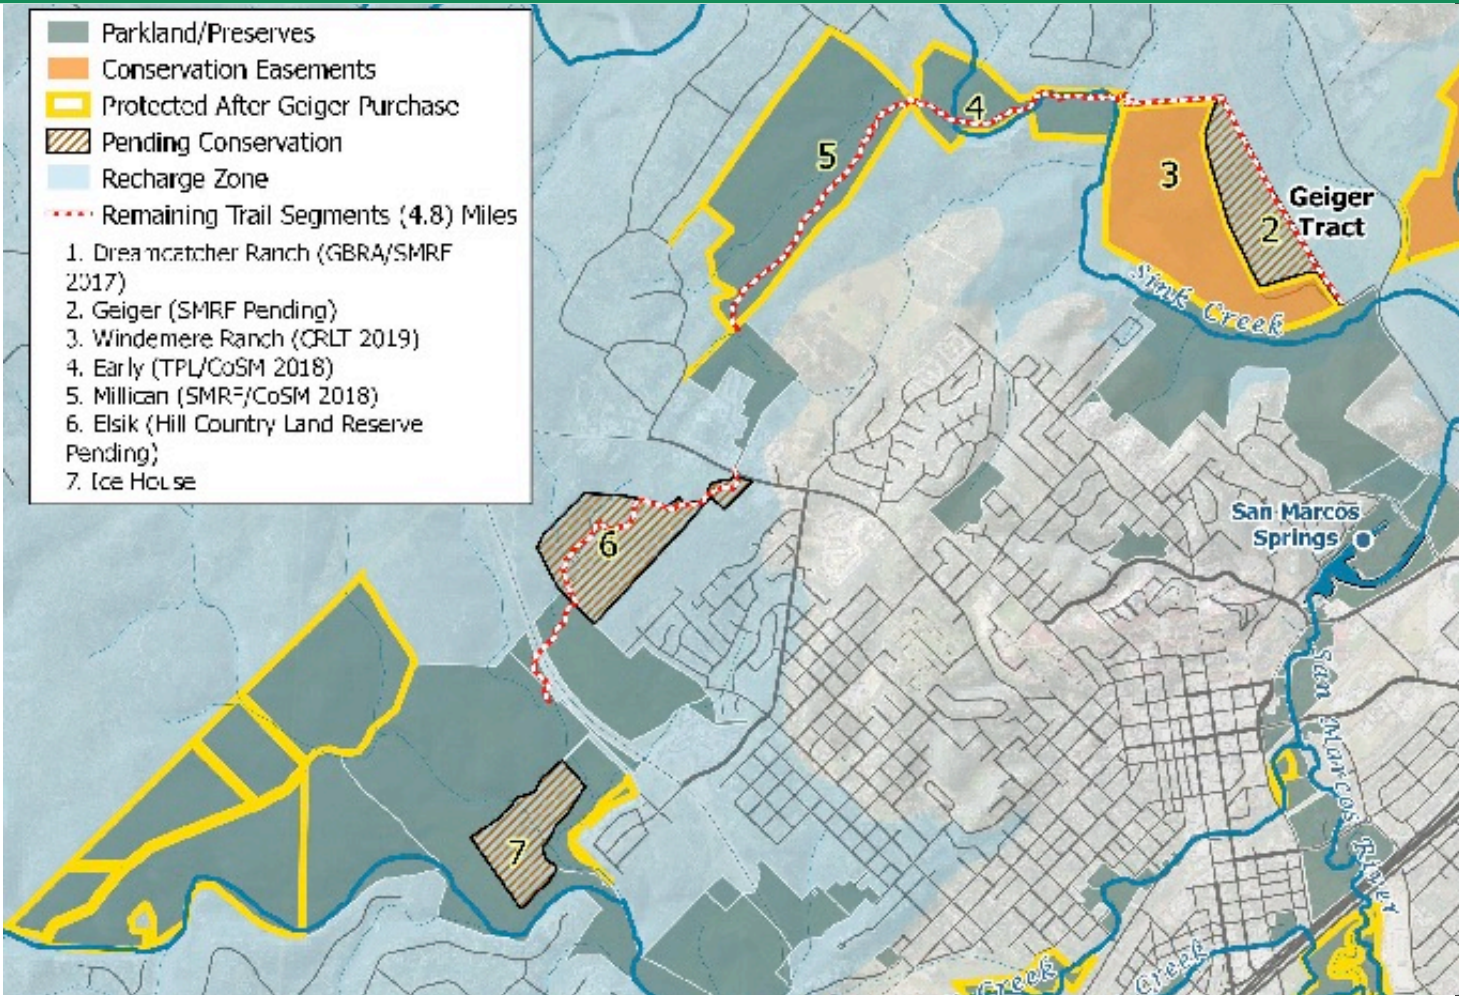 Parkland/Preserves
Conservation Easements
Protected After Geiger Purchase
Pending Conservation
Recharge Zone
Remaining Trail Segments (4.8) Miles
1. Dreamcatcher Ranch (GBRA/SMRF
2017)
2. Geiger (SMRF Pending)
3. Windemere Ranch (CRLT 2019)
4. Early (TPL/CoSM 2018)
5. Millican (SMRF/CoSM 2018)
6. Elsik (Hill Country Land Reserve
Pending)
7. Ice House
4
5
3
2
Geiger
Tract
Sink Creek
San Marcos
Springs
6
San Marcos River
7
Creek
Creek